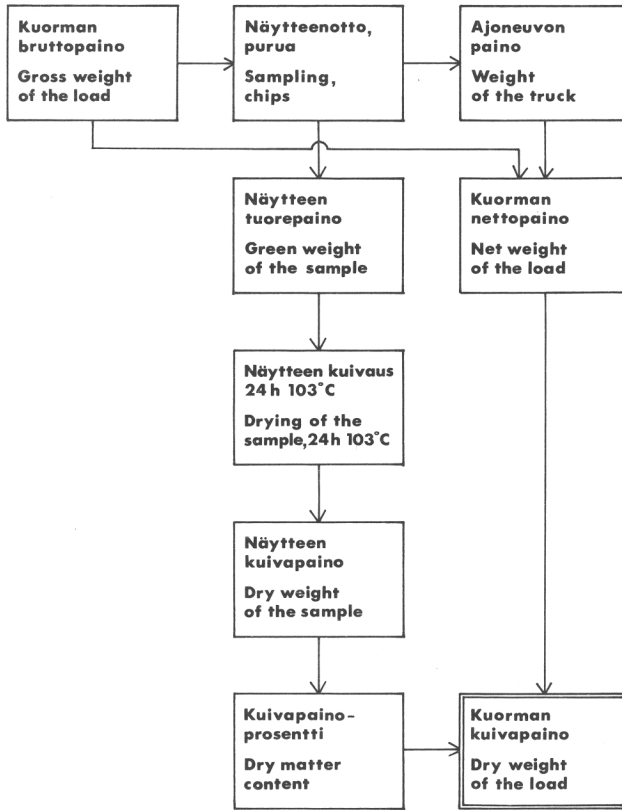 Kuorman
bruttopaino
Gross weight
of the load
Näytteenotto,
purua
Sampling,
chips
Ajoneuvon
paino
Weight
of the truck
Näytteen
tuorepaino
Green weight
of the sample
Kuorman
nettopaino
Net weight
of the load
Näytteen kuivaus
24h 103°C
Drying of the
sample,24h 103°C
Näytteen
kuivapaino
Dry weight
of the sample
Kuivapaino-
prosentti
Dry matter
content
Kuorman
kuivapaino
Dry weight
of the load